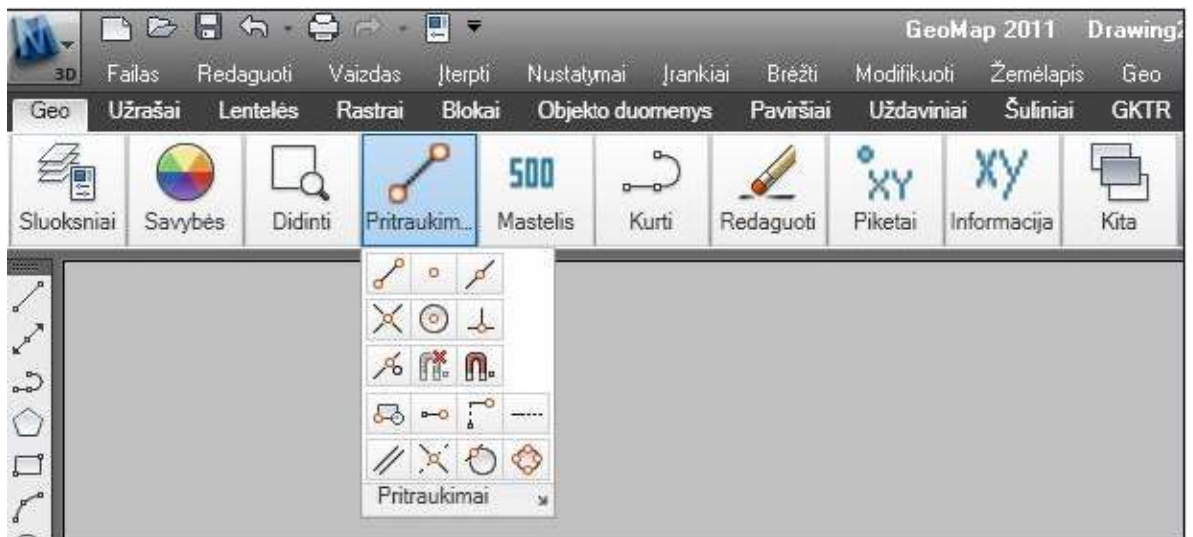 GeoMap 2011 Drawing2
3D Failas Redaguoti Vaizdas Įterpti Nustatymai Įrankiai Brėžti Modifikuoti Žemėlapis Geo
Geo Užrašai Lentelės Rastrai Blokai Objekto duomenys Paviršiai Uždaviniai Šuliniai GKTR
500 XY XY
Sluoksniai Savybės Didinti Pritraukim... Mastelis Kurti Redaguoti Piketai Informacija Kita
Pritraukimai